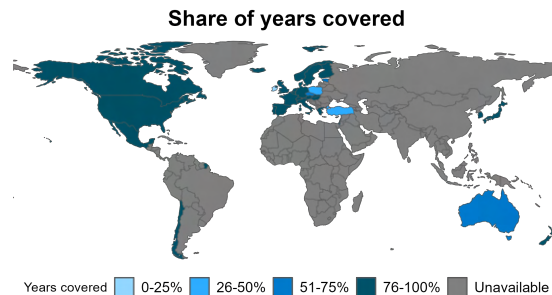 Share of years covered
Years covered 0-25% 26-50% 51-75% 76-100% Unavailable